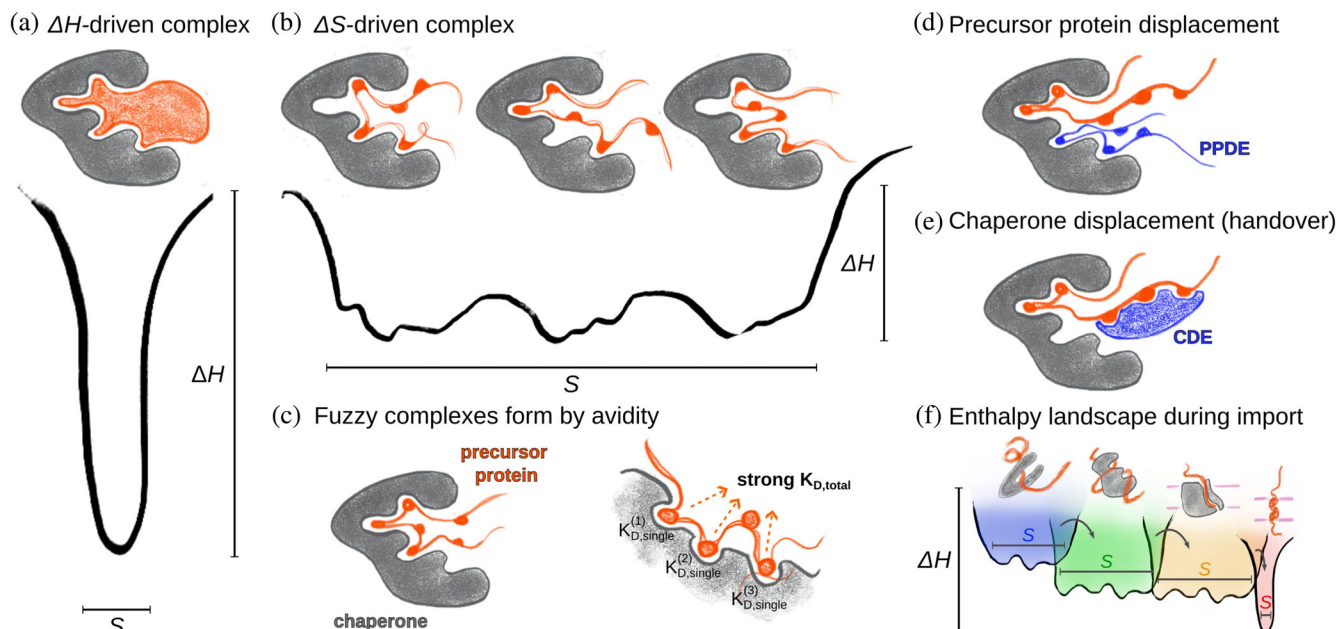 (a) ΔH-driven complex
ΔH
S
(b) ΔS-driven complex
ΔH
S
(c) Fuzzy complexes form by avidity
precursor
protein
chaperone
strong K_D,total
K_D,single^(1)
K_D,single^(2)
K_D,single^(3)
(d) Precursor protein displacement
PPDE
(e) Chaperone displacement (handover)
CDE
(f) Enthalpy landscape during import
ΔH
S
S
S
S